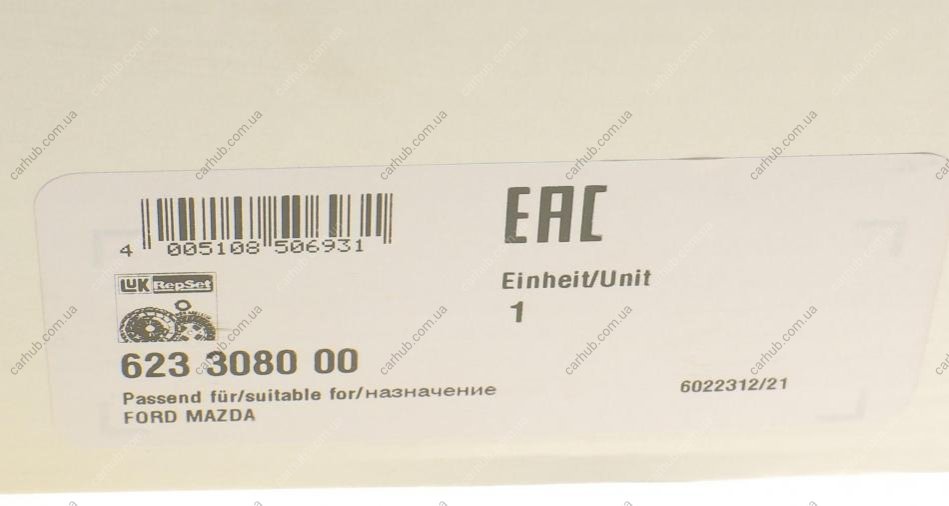 4 005108 506931
EAC
LuK RepSet
Einheit/Unit
1
623 3080 00
Passend für/suitable for/назначение
FORD MAZDA
6022312/21
carhub.com.ua